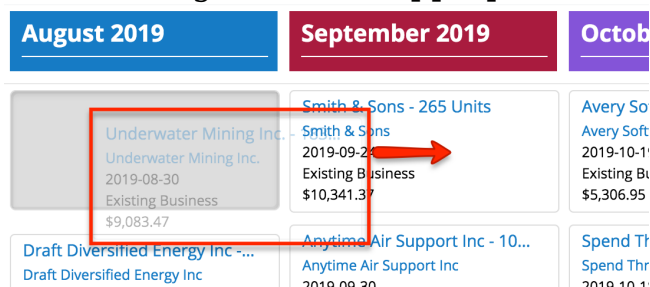 August 2019
September 2019
Octob
Underwater Mining Inc. - 183...
Underwater Mining Inc.
2019-08-30
Existing Business
$9,083.47
Draft Diversified Energy Inc -...
Draft Diversified Energy Inc
Smith & Sons - 265 Units
Smith & Sons
2019-09-24
Existing Business
$10,341.37
Anytime Air Support Inc - 10...
Anytime Air Support Inc
2019-09-30
Avery So
Avery Soft
2019-10-1
Existing Bu
$5,306.95
Spend Th
Spend Thr